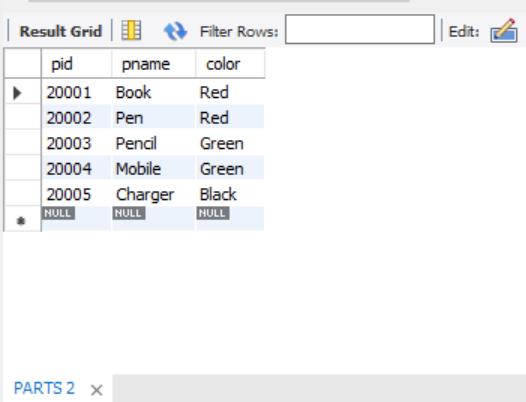 Result Grid Filter Rows: Edit:
pid pname color
20001 Book Red
20002 Pen Red
20003 Pencil Green
20004 Mobile Green
20005 Charger Black
NULL NULL NULL
PARTS 2